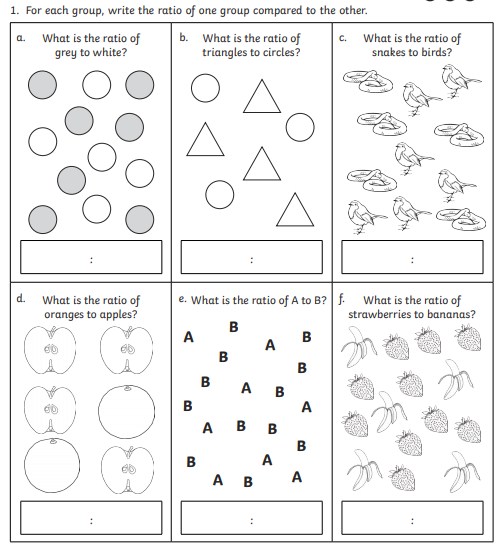 1. For each group, write the ratio of one group compared to the other.
a. What is the ratio of
grey to white?
:
b. What is the ratio of
triangles to circles?
:
c. What is the ratio of
snakes to birds?
:
d. What is the ratio of
oranges to apples?
:
e. What is the ratio of A to B?
B
A B
A
B
B
B A B
B A
A B B
B
B A
A B A
:
f. What is the ratio of
strawberries to bananas?
: